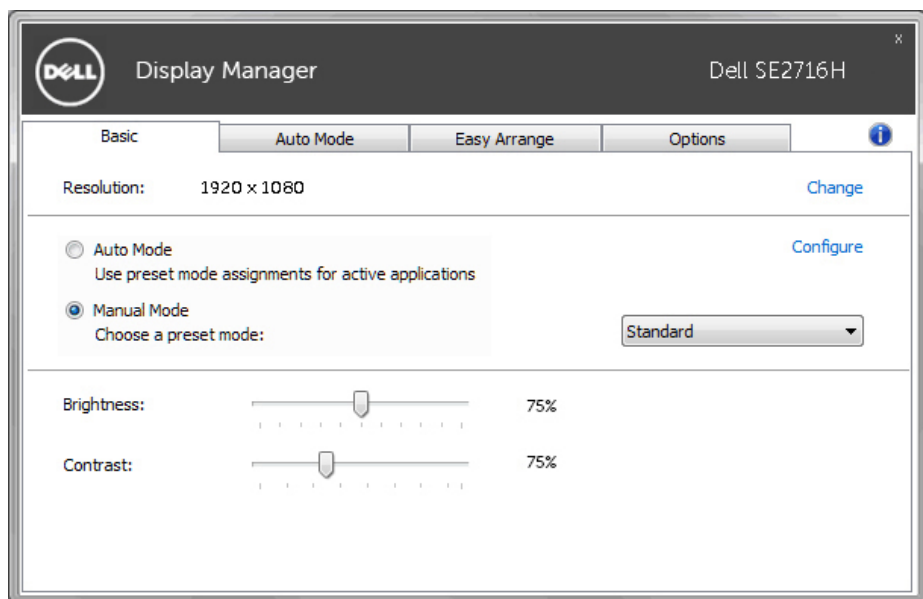 x
DELL Display Manager Dell SE2716H
Basic Auto Mode Easy Arrange Options i
Resolution: 1920 x 1080 Change
Auto Mode Configure
Use preset mode assignments for active applications
Manual Mode
Choose a preset mode: Standard
Brightness: 75%
Contrast: 75%